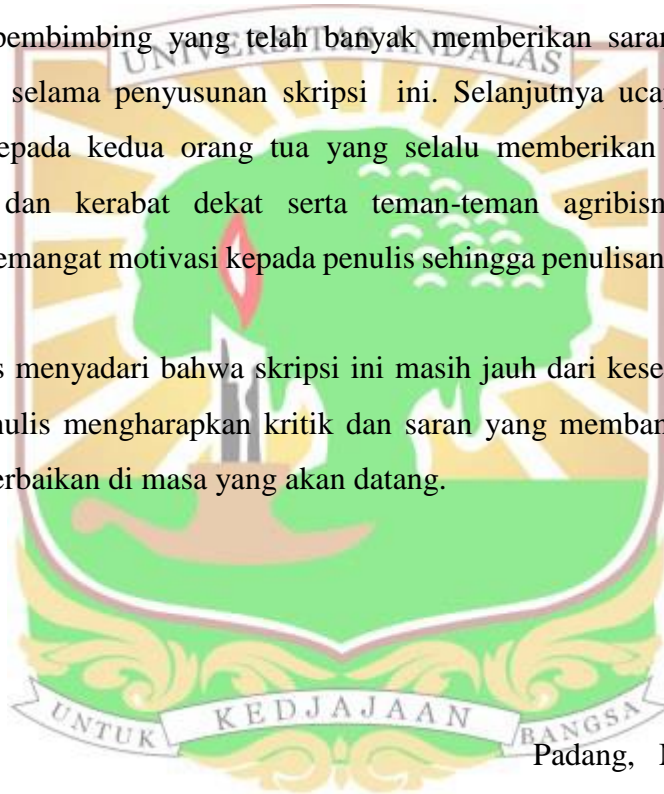 UNIVERSITAS ANDALAS
pembimbing yang telah banyak memberikan saran
selama penyusunan skripsi ini. Selanjutnya ucap
epada kedua orang tua yang selalu memberikan
dan kerabat dekat serta teman-teman agribisn
emangat motivasi kepada penulis sehingga penulisan
s menyadari bahwa skripsi ini masih jauh dari kese
nulis mengharapkan kritik dan saran yang memban
erbaikan di masa yang akan datang.
UNTUK KEDJAJAAN BANGSA
Padang,